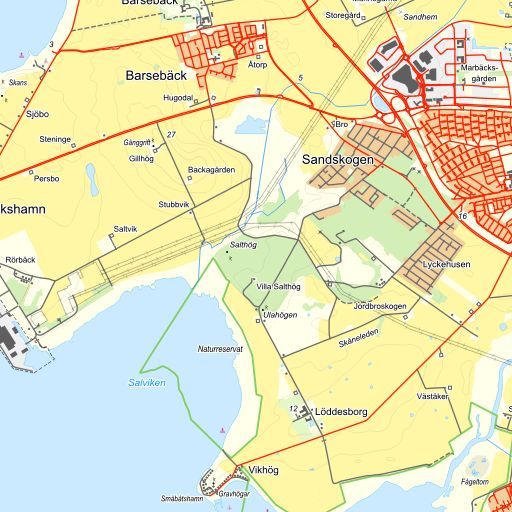 Barsebäck
Storegård
Sandhem
3
Barsebäck
Åtorp
Marbäcks-
gården
Skans
Hugodal
5
Sjöbo
Bro
Steninge
27
Gånggrift
Gillhög
Sandskogen
Persbo
Backagården
kshamn
Stubbvik
16
Saltvik
Salthög
Rörbäck
Lyckehusen
Villa Salthög
Jordbroskogen
Ulahögen
Skåneleden
Naturreservat
Salviken
Väståker
12
Löddesborg
Vikhög
Fågeltorn
Småbåtshamn
Gravhögar